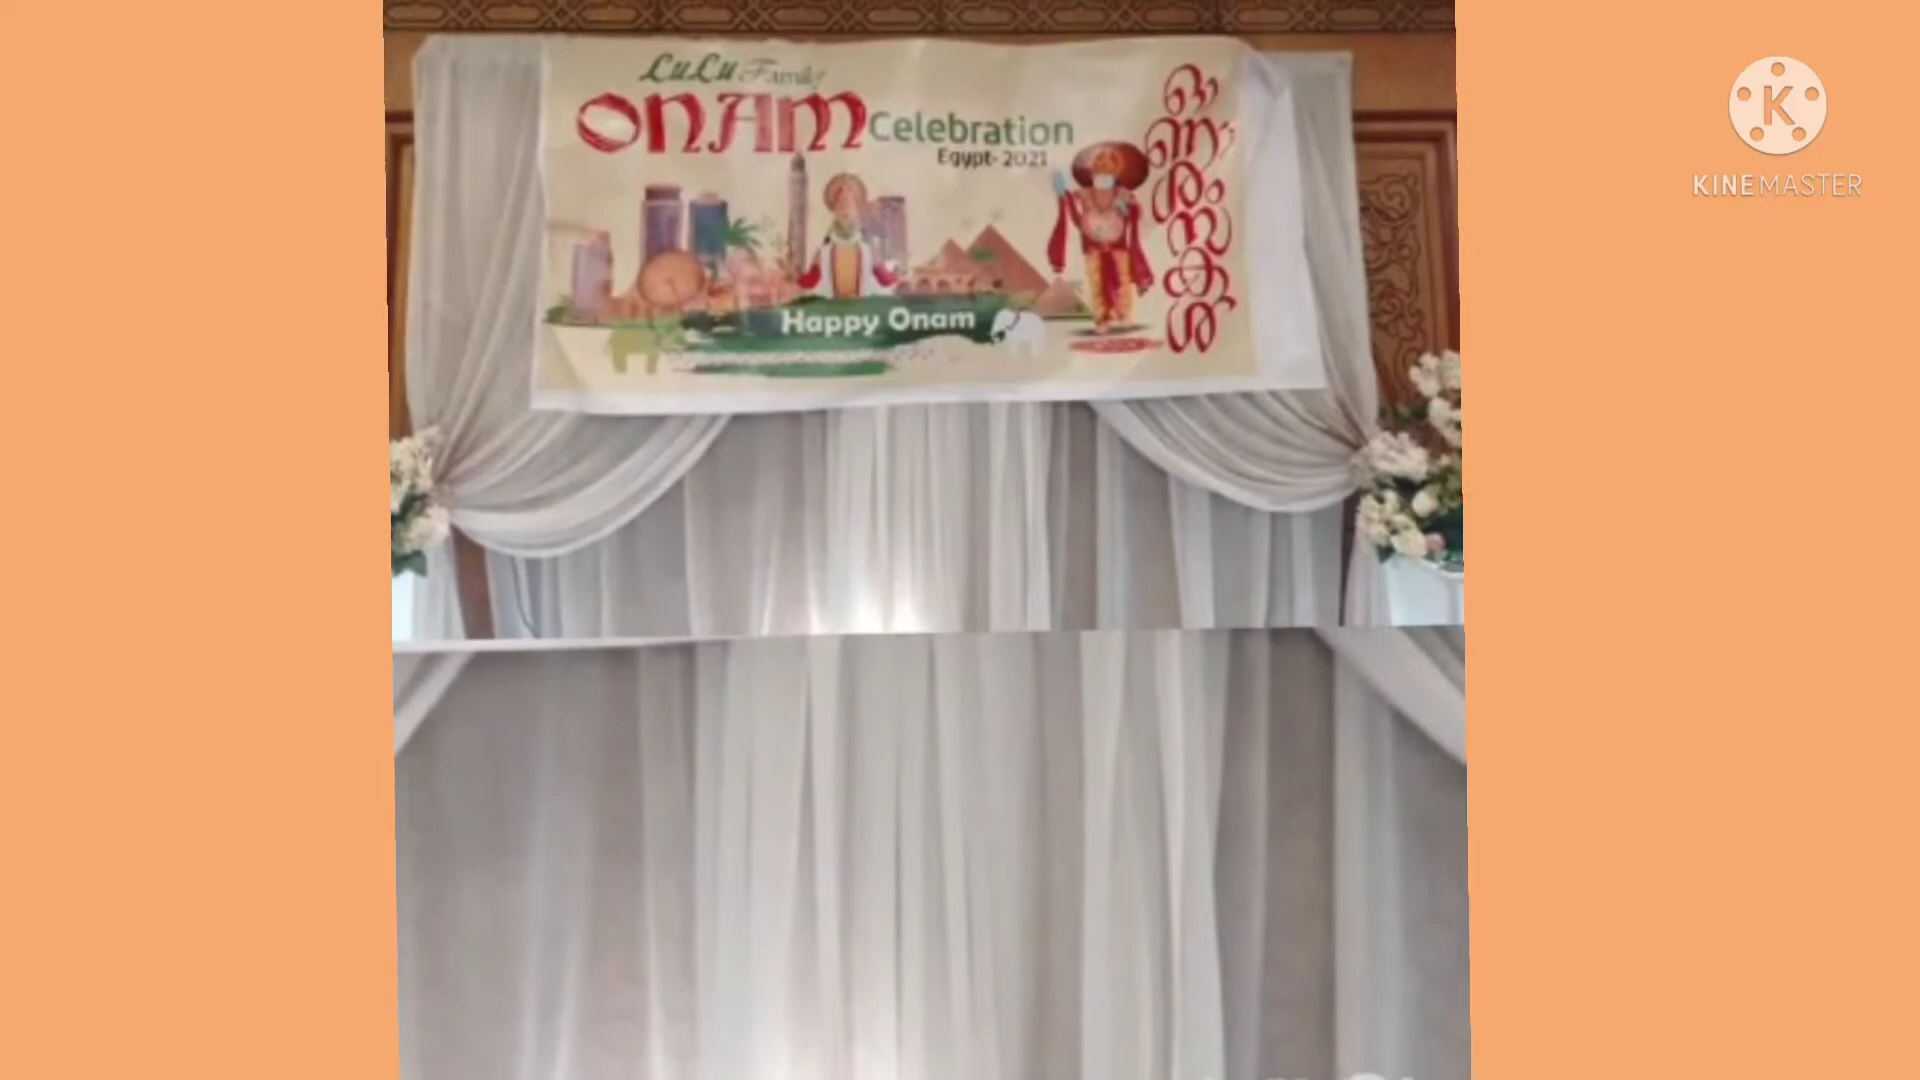 LuLu Family
ONAM Celebration
Egypt- 2021
Happy Onam
ഓണാശംസകൾ
KINEMASTER